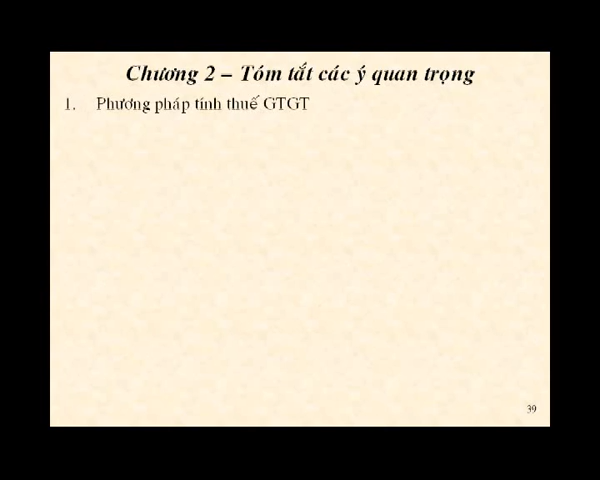 Chương 2 – Tóm tắt các ý quan trọng
1. Phương pháp tính thuế GTGT
39